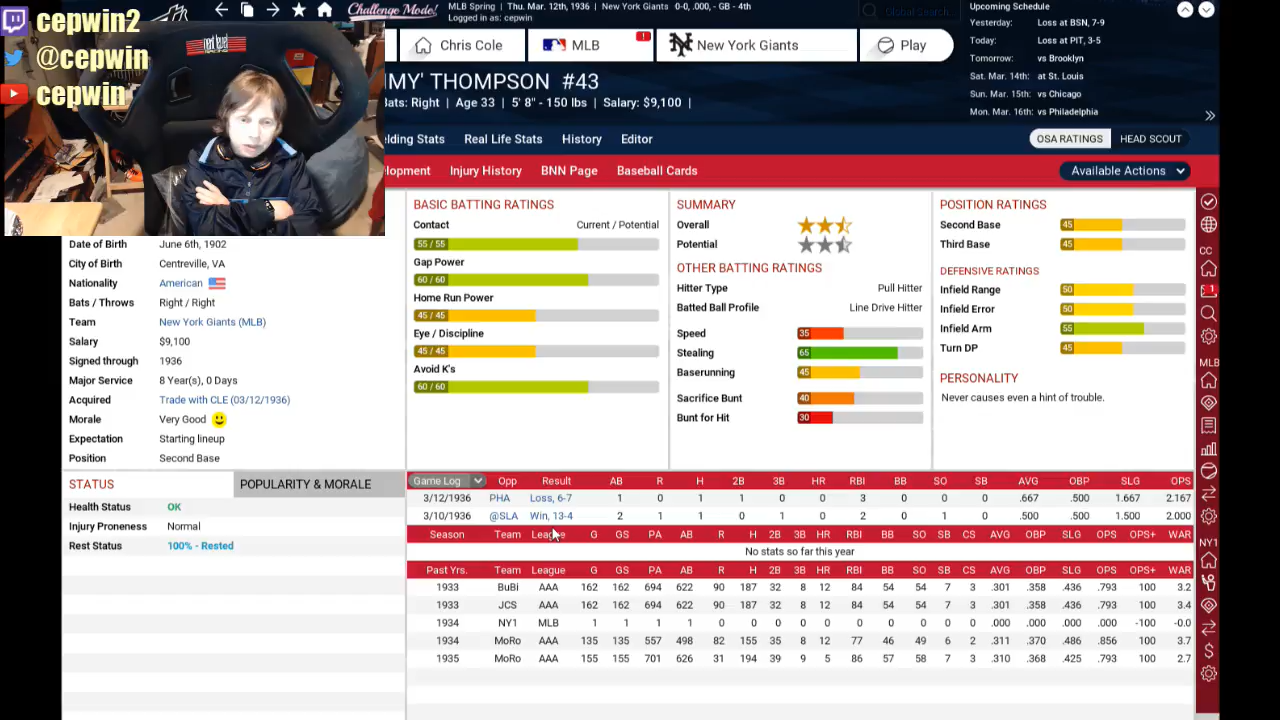 cepwin2
@cepwin
cepwin
Challenge Mode!
MLB Spring | Thu. Mar. 12th, 1936 | New York Giants 0-0, .000, - GB - 4th
Logged in as: cepwin
Global Search...
Upcoming Schedule
Yesterday: Loss at BSN, 7-9
Today: Loss at PIT, 3-5
Tomorrow: vs Brooklyn
Sat. Mar. 14th: at St. Louis
Sun. Mar. 15th: vs Chicago
Mon. Mar. 16th: vs Philadelphia
Chris Cole
MLB
New York Giants
Play
MY' THOMPSON #43
Bats: Right | Age 33 | 5' 8" - 150 lbs | Salary: $9,100 |
elding Stats Real Life Stats History Editor
OSA RATINGS HEAD SCOUT
lopment Injury History BNN Page Baseball Cards
Available Actions
Date of Birth June 6th, 1902
City of Birth Centreville, VA
Nationality American
Bats / Throws Right / Right
Team New York Giants (MLB)
Salary $9,100
Signed through 1936
Major Service 8 Year(s), 0 Days
Acquired Trade with CLE (03/12/1936)
Morale Very Good
Expectation Starting lineup
Position Second Base
BASIC BATTING RATINGS
Contact Current / Potential
55 / 55
Gap Power
60 / 60
Home Run Power
45 / 45
Eye / Discipline
45 / 45
Avoid K's
60 / 60
SUMMARY
Overall
Potential
OTHER BATTING RATINGS
Hitter Type Pull Hitter
Batted Ball Profile Line Drive Hitter
Speed 35
Stealing 65
Baserunning 45
Sacrifice Bunt 40
Bunt for Hit 30
POSITION RATINGS
Second Base 45
Third Base 45
DEFENSIVE RATINGS
Infield Range 50
Infield Error 50
Infield Arm 55
Turn DP 45
PERSONALITY
Never causes even a hint of trouble.
STATUS POPULARITY & MORALE
Health Status OK
Injury Proneness Normal
Rest Status 100% - Rested
Game Log Opp Result AB R H 2B 3B HR RBI BB SO SB AVG OBP SLG OPS
3/12/1936 PHA Loss, 6-7 1 0 1 1 0 0 3 0 0 0 .667 .500 1.667 2.167
3/10/1936 @SLA Win, 13-4 2 1 1 0 1 0 2 0 1 0 .500 .500 1.500 2.000
Season Team League G GS PA AB R H 2B 3B HR RBI BB SO SB CS AVG OBP SLG OPS OPS+ WAR
No stats so far this year
Past Yrs. Team League G GS PA AB R H 2B 3B HR RBI BB SO SB CS AVG OBP SLG OPS OPS+ WAR
1933 BuBi AAA 162 162 694 622 90 187 32 8 12 84 54 54 7 3 .301 .358 .436 .793 100 3.2
1933 JCS AAA 162 162 694 622 90 187 32 8 12 84 54 54 7 3 .301 .358 .436 .793 100 3.4
1934 NY1 MLB 1 1 1 1 0 0 0 0 0 0 0 0 0 0 .000 .000 .000 .000 -100 -0.0
1934 MoRo AAA 135 135 557 498 82 155 35 8 12 77 46 49 6 2 .311 .370 .486 .856 100 3.7
1935 MoRo AAA 155 155 701 626 31 194 39 9 5 86 57 58 7 3 .310 .368 .425 .793 100 2.7
CC
1
MLB
NY1